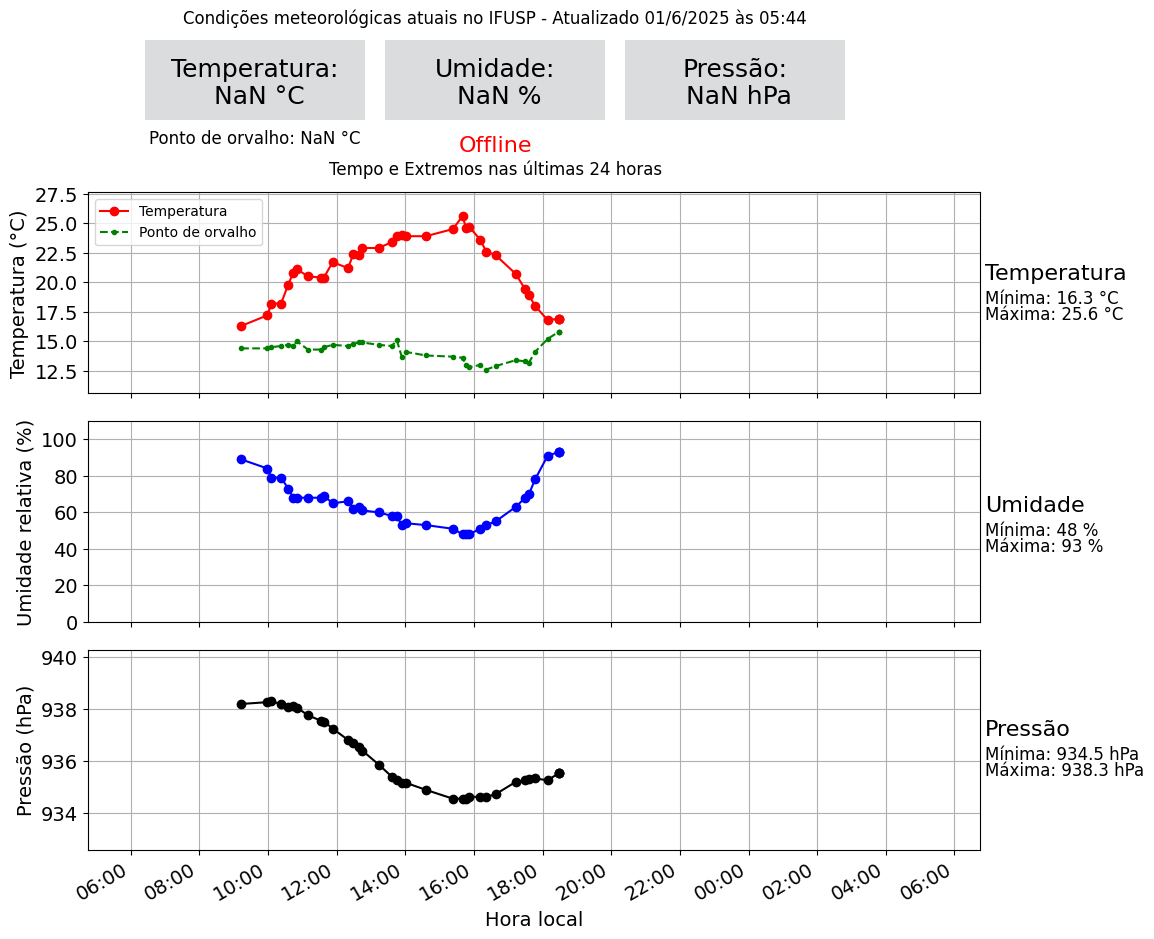 Condições meteorológicas atuais no IFUSP - Atualizado 01/6/2025 às 05:44
Temperatura:
NaN °C
Umidade:
NaN %
Pressão:
NaN hPa
Ponto de orvalho: NaN °C
Offline
Tempo e Extremos nas últimas 24 horas
27.5
25.0
22.5
20.0
17.5
15.0
12.5
Temperatura (°C)
Temperatura
Ponto de orvalho
Temperatura
Mínima: 16.3 °C
Máxima: 25.6 °C
100
80
60
40
20
0
Umidade relativa (%)
Umidade
Mínima: 48 %
Máxima: 93 %
940
938
936
934
Pressão (hPa)
Pressão
Mínima: 934.5 hPa
Máxima: 938.3 hPa
06:00
08:00
10:00
12:00
14:00
16:00
18:00
20:00
22:00
00:00
02:00
04:00
06:00
Hora local